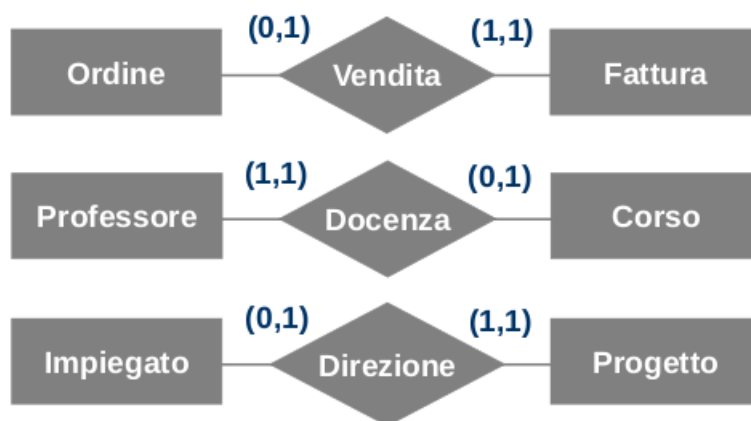 (0,1) (1,1)
Ordine Vendita Fattura
(1,1) (0,1)
Professore Docenza Corso
(0,1) (1,1)
Impiegato Direzione Progetto